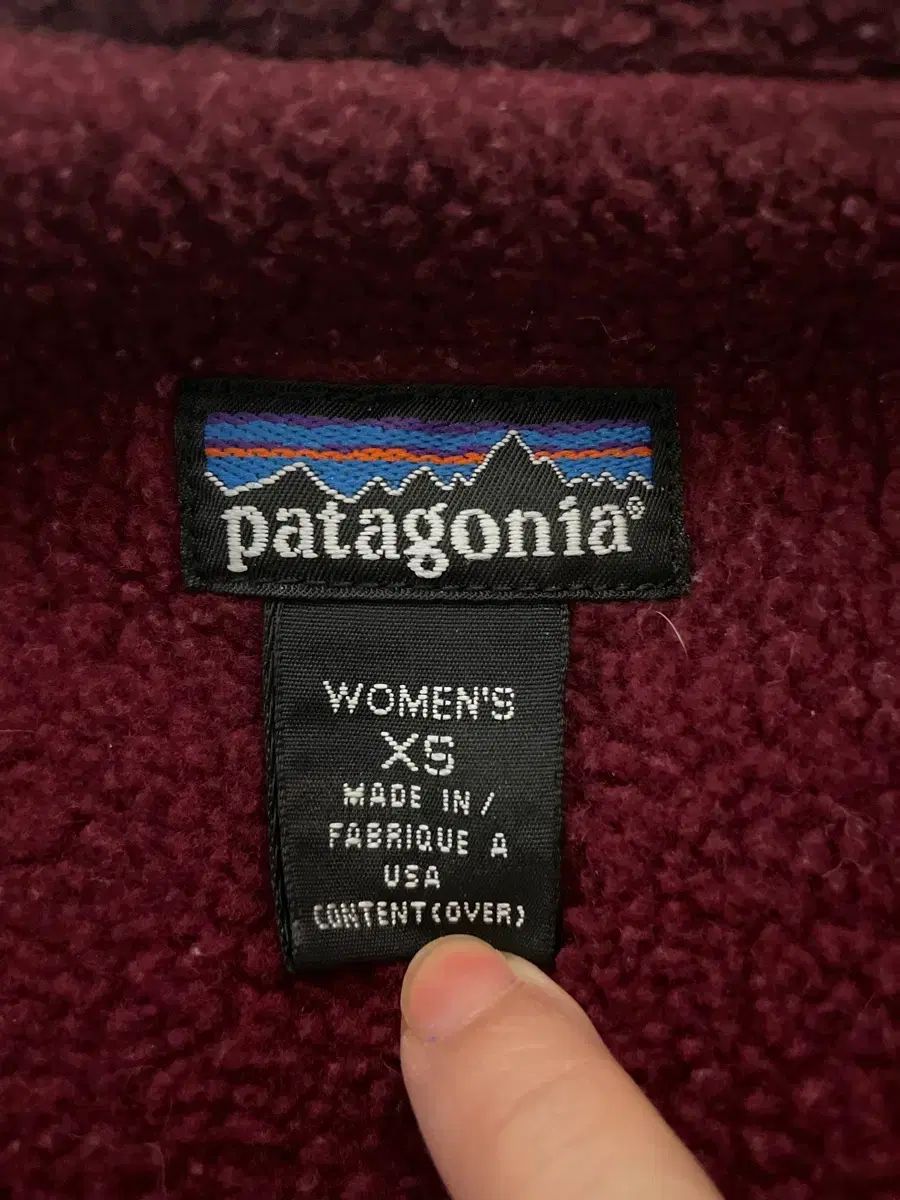 patagonia®
WOMEN'S
XS
MADE IN/
FABRIQUE A
USA
CONTENT(OVER)